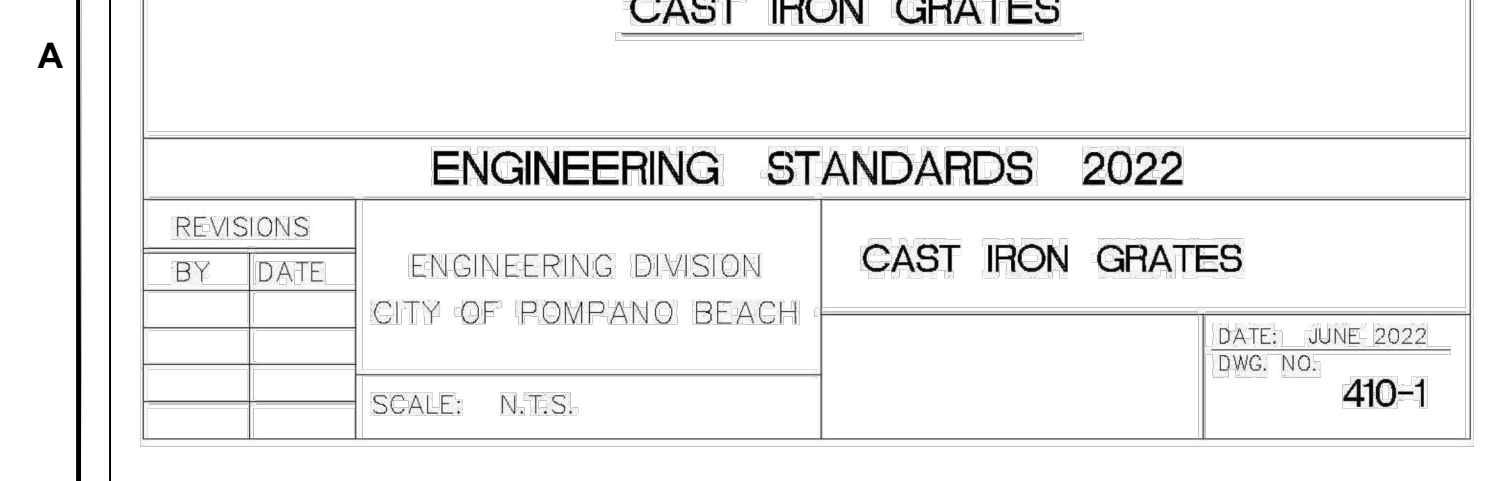 CAST IRON GRATES
A
ENGINEERING STANDARDS 2022
REVISIONS
BY DATE
ENGINEERING DIVISION
CITY OF POMPANO BEACH
SCALE: N.T.S.
CAST IRON GRATES
DATE: JUNE 2022
DWG. NO.
410-1